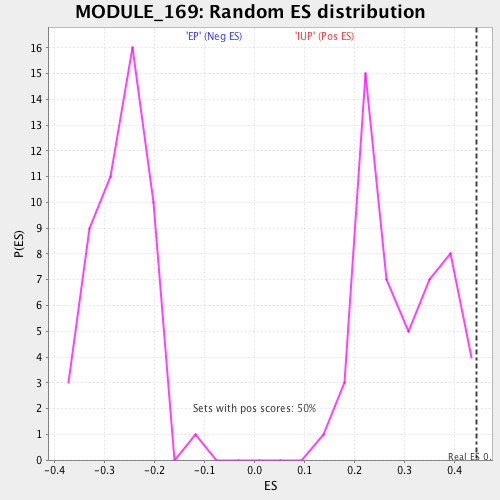 MODULE_169: Random ES distribution
'EP' (Neg ES) 'IUP' (Pos ES)
16
15
14
13
12
11
10
9
8
7
6
5
4
3
2
1
0
P(ES)
Sets with pos scores: 50%
Real ES 0.
-0.4 -0.3 -0.2 -0.1 0.0 0.1 0.2 0.3 0.4
ES